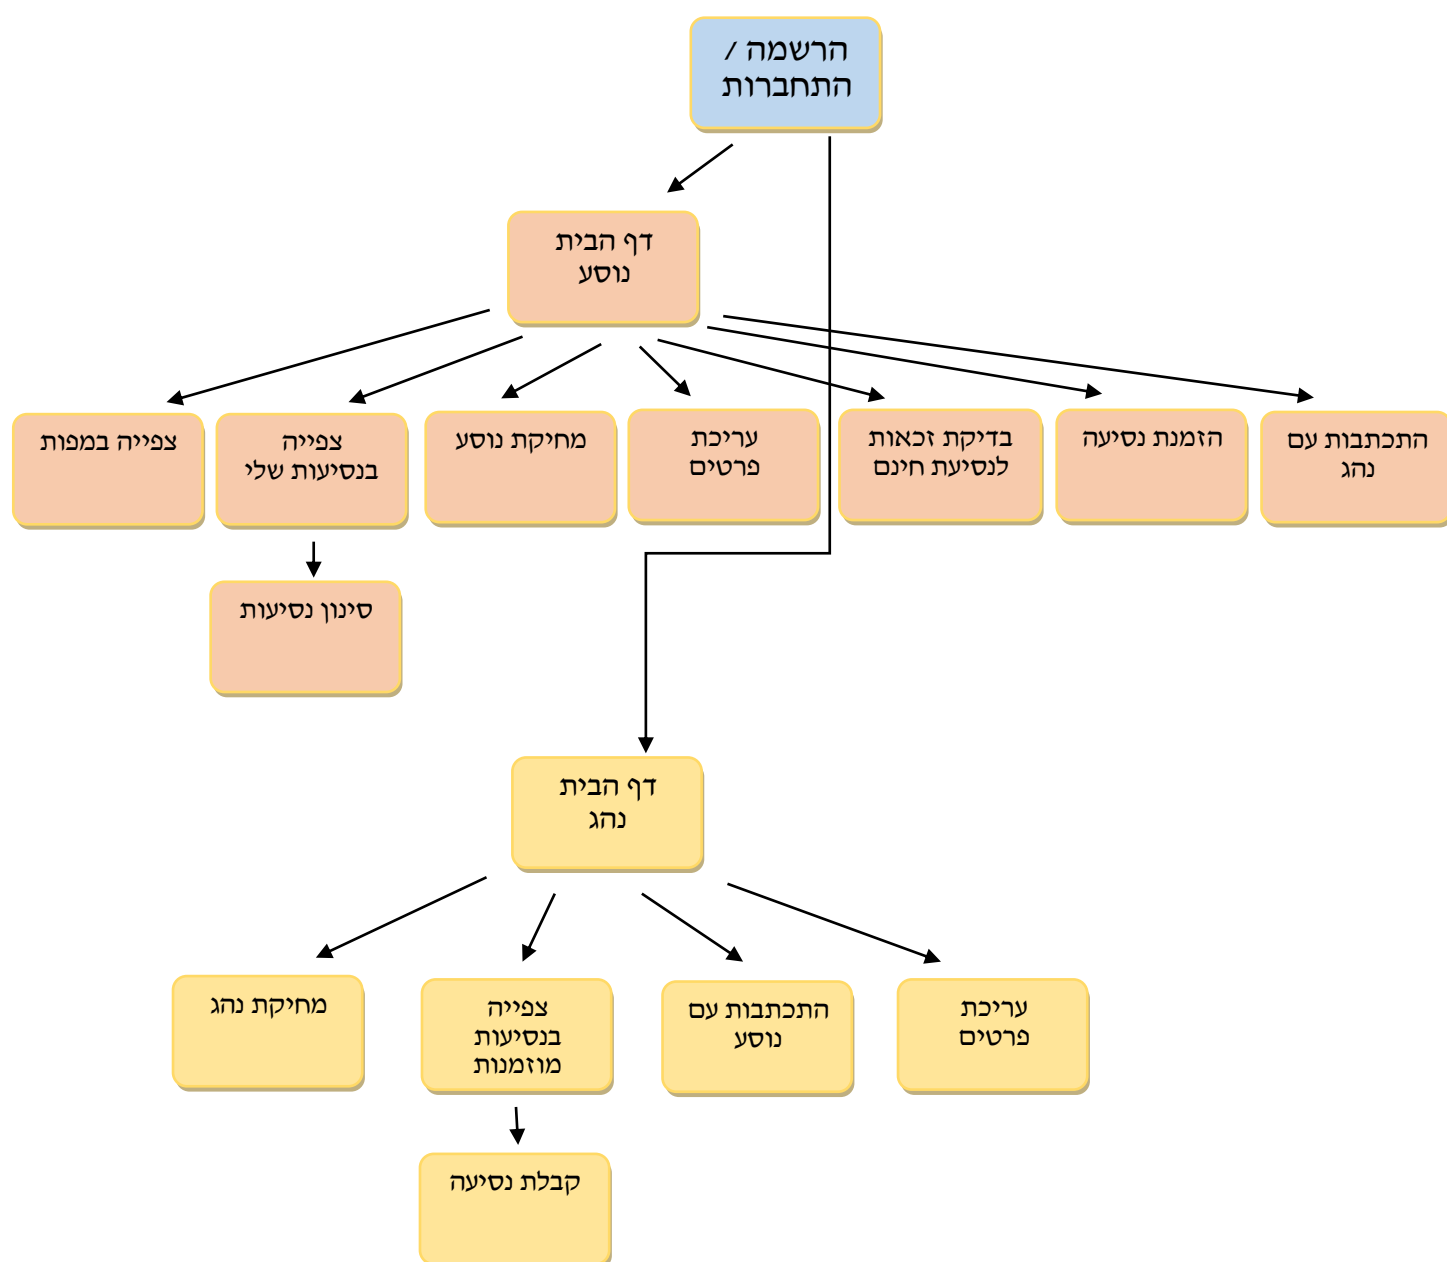 הרשמה /
התחברות
דף הבית
נוסע
התכתבות עם
נהג
הזמנת נסיעה
בדיקת זכאות
לנסיעת חינם
עריכת
פרטים
מחיקת נוסע
צפייה
בנסיעות שלי
צפייה במפות
סינון נסיעות
דף הבית
נהג
עריכת
פרטים
התכתבות עם
נוסע
צפייה
בנסיעות
מוזמנות
מחיקת נהג
קבלת נסיעה